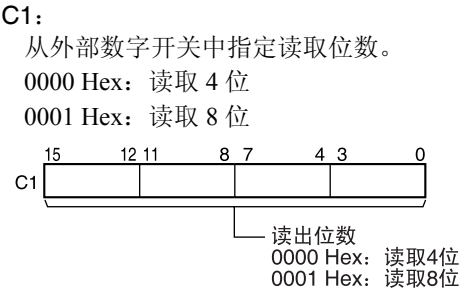 C1：
从外部数字开关中指定读取位数。
0000 Hex：读取 4 位
0001 Hex：读取 8 位
15 12 11 8 7 4 3 0
C1
读出位数
0000 Hex：读取4位
0001 Hex：读取8位